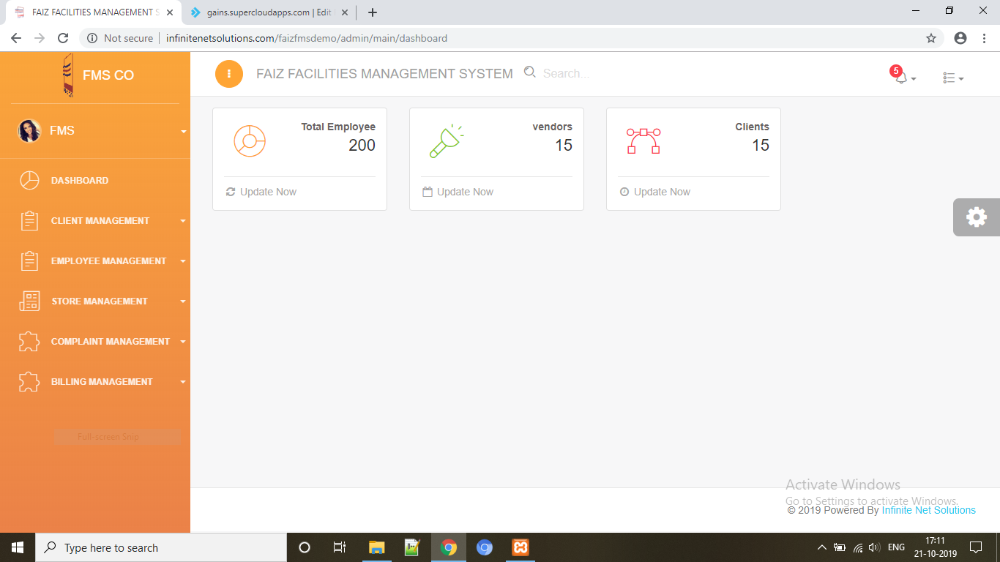 FAIZ FACILITIES MANAGEMENT S
gains.supercloudapps.com | Edit
Not secure | infinitenetsolutions.com/faizfmsdemo/admin/main/dashboard
FMS CO
FAIZ FACILITIES MANAGEMENT SYSTEM
Search...
5
FMS
DASHBOARD
CLIENT MANAGEMENT
EMPLOYEE MANAGEMENT
STORE MANAGEMENT
COMPLAINT MANAGEMENT
BILLING MANAGEMENT
Full-screen Snip
Total Employee
200
Update Now
vendors
15
Update Now
Clients
15
Update Now
Activate Windows
Go to Settings to activate Windows.
© 2019 Powered By Infinite Net Solutions
Type here to search
ENG
17:11
21-10-2019